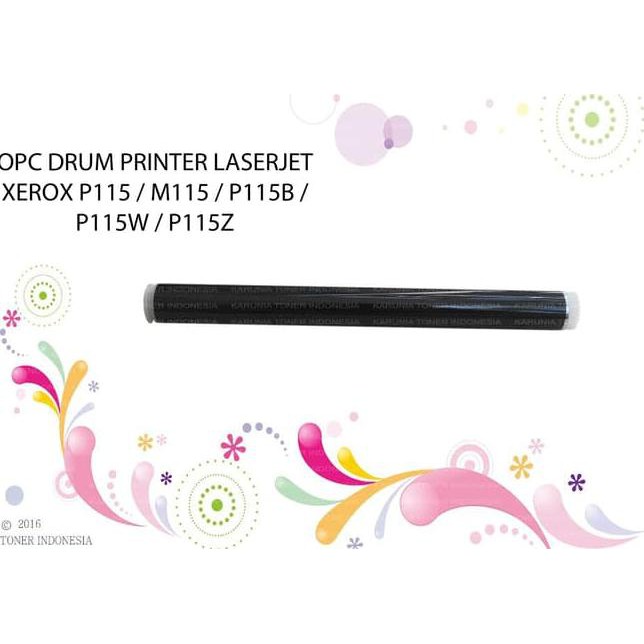 OPC DRUM PRINTER LASERJET
XEROX P115 / M115 / P115B /
P115W / P115Z
KARUNIA TONER INDONESIA
© 2016
TONER INDONESIA